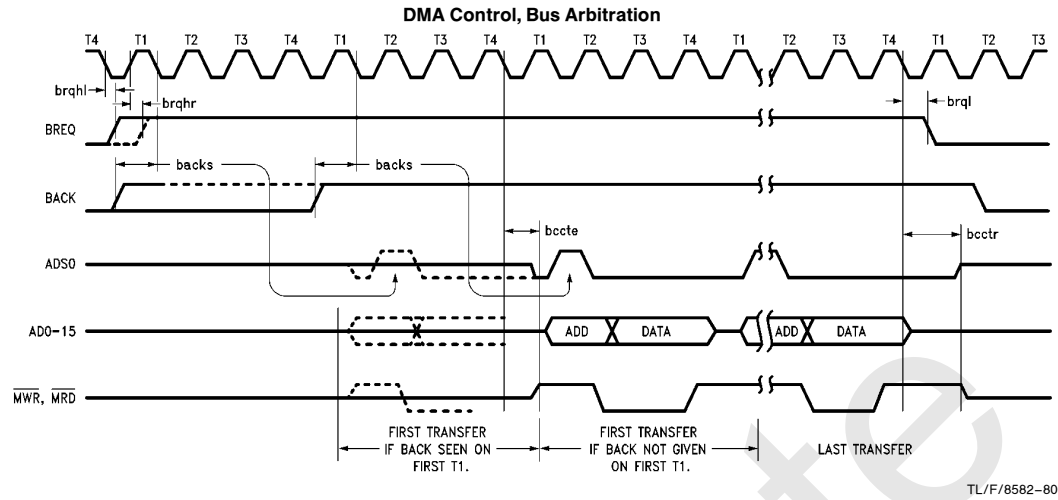 DMA Control, Bus Arbitration
T4 T1 T2 T3 T4 T1 T2 T3 T4 T1 T2 T3 T4 T1 T2 T3 T4 T1 T2 T3
brqhl
brqhr
brql
BREQ
backs backs
BACK
bccte
bcctr
ADS0
AD0-15 ADD DATA ADD DATA
MWR, MRD
FIRST TRANSFER
IF BACK SEEN ON
FIRST T1.
FIRST TRANSFER
IF BACK NOT GIVEN
ON FIRST T1.
LAST TRANSFER
TL/F/8582-80